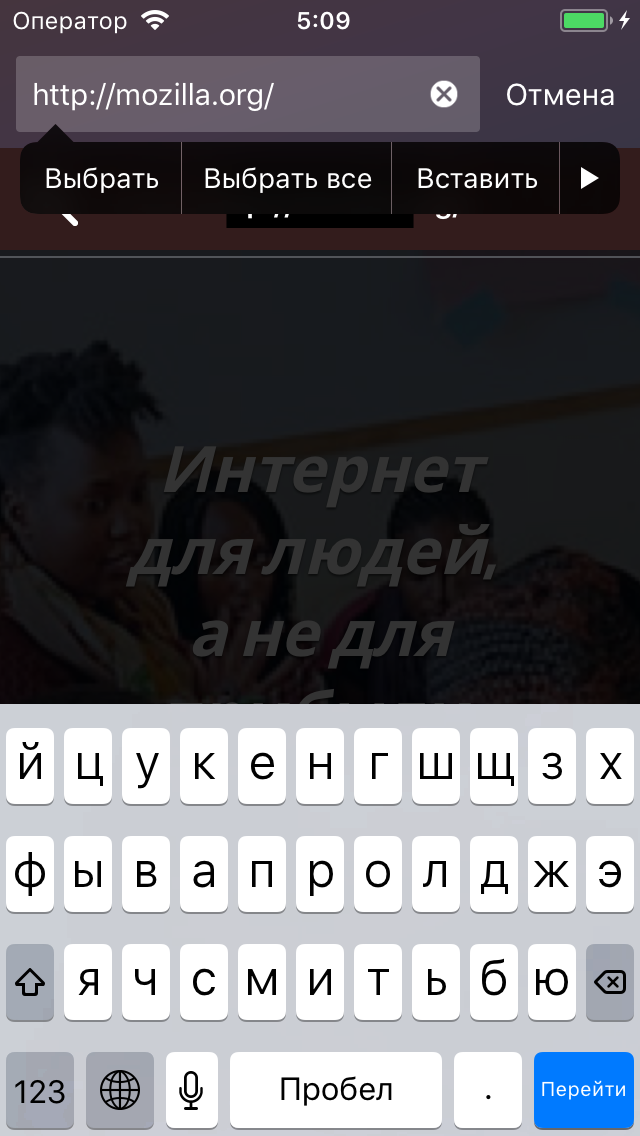 Оператор 5:09
http://mozilla.org/ Отмена
Выбрать Выбрать все Вставить
Интернет
для людей,
а не для
й ц у к е н г ш щ з х
ф ы в а п р о л д ж э
я ч с м и т ь б ю
123 Пробел . Перейти